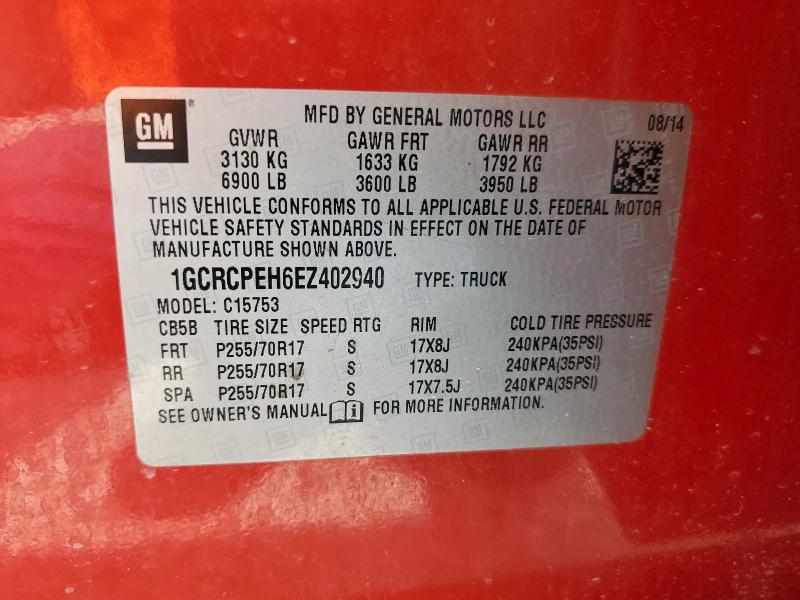 GM ® MFD BY GENERAL MOTORS LLC 08/14
GVWR GAWR FRT GAWR RR
3130 KG 1633 KG 1792 KG
6900 LB 3600 LB 3950 LB
THIS VEHICLE CONFORMS TO ALL APPLICABLE U.S. FEDERAL MOTOR
VEHICLE SAFETY STANDARDS IN EFFECT ON THE DATE OF
MANUFACTURE SHOWN ABOVE.
1GCRCPEH6EZ402940 TYPE: TRUCK
MODEL: C15753
CB5B TIRE SIZE SPEED RTG RIM COLD TIRE PRESSURE
FRT P255/70R17 S 17X8J 240KPA(35PSI)
RR P255/70R17 S 17X8J 240KPA(35PSI)
SPA P255/70R17 S 17X7.5J 240KPA(35PSI)
SEE OWNER'S MANUAL i FOR MORE INFORMATION.